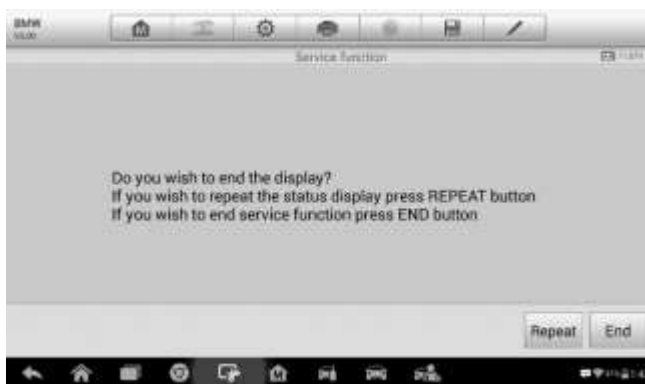 BMW
Service function
Do you wish to end the display?
If you wish to repeat the status display press REPEAT button
If you wish to end service function press END button
Repeat
End